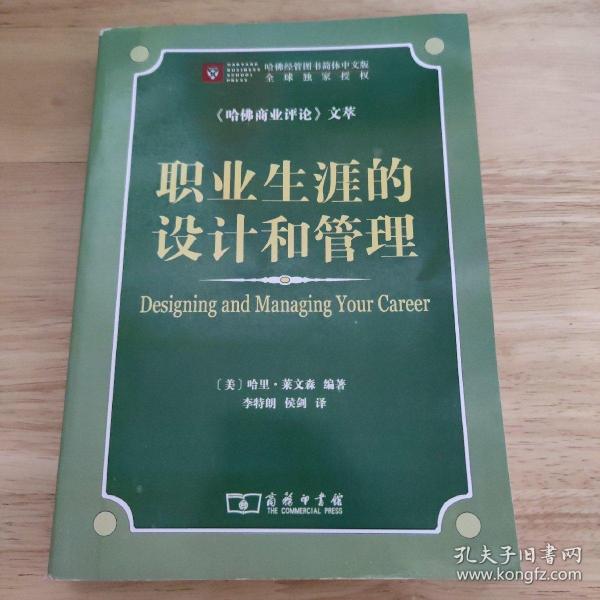 HARVARD
BUSINESS
SCHOOL
PRESS
哈佛经管图书简体中文版
全球独家授权
《哈佛商业评论》文萃
职业生涯的
设计和管理
Designing and Managing Your Career
〔美〕哈里·莱文森 编著
李特朗 侯剑 译
商务印书馆
THE COMMERCIAL PRESS
孔夫子旧书网
www.kongfz.com